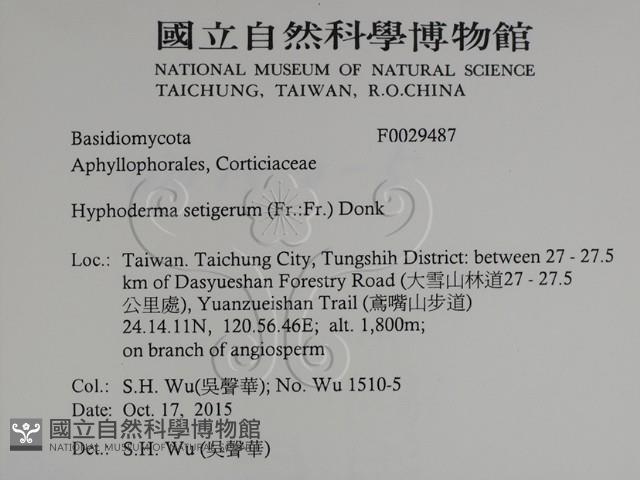 國立自然科學博物館
NATIONAL MUSEUM OF NATURAL SCIENCE
TAICHUNG, TAIWAN, R.O.CHINA
Basidiomycota F0029487
Aphyllophorales, Corticiaceae
Hyphoderma setigerum (Fr.:Fr.) Donk
Loc.: Taiwan. Taichung City, Tungshih District: between 27 - 27.5
km of Dasyueshan Forestry Road (大雪山林道27 - 27.5
公里處), Yuanzueishan Trail (鳶嘴山步道)
24.14.11N, 120.56.46E; alt. 1,800m;
on branch of angiosperm
Col.: S.H. Wu(吳聲華); No. Wu 1510-5
Date: Oct. 17, 2015
國立自然科學博物館
NATIONAL MUSEUM OF NATURAL SCIENCE
Det.: S.H. Wu (吳聲華)